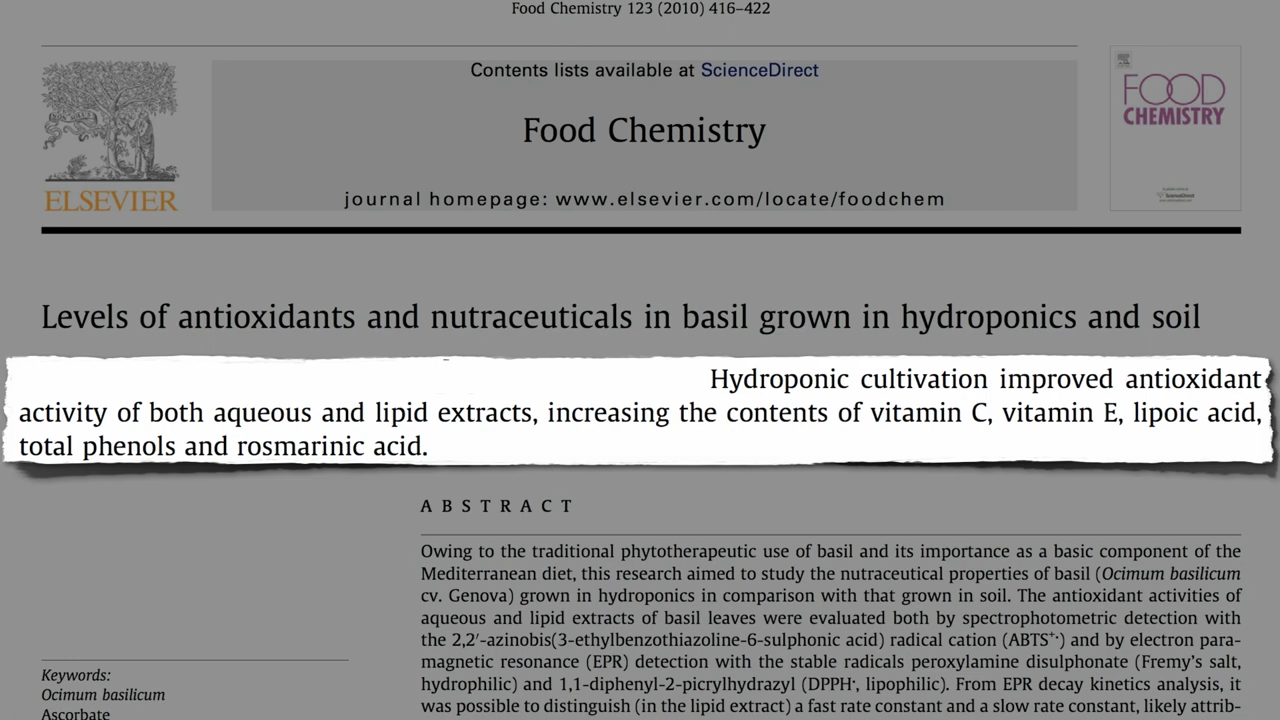 Food Chemistry 123 (2010) 416–422
Contents lists available at ScienceDirect
Food Chemistry
journal homepage: www.elsevier.com/locate/foodchem
ELSEVIER
FOOD
CHEMISTRY
Levels of antioxidants and nutraceuticals in basil grown in hydroponics and soil
Hydroponic cultivation improved antioxidant
activity of both aqueous and lipid extracts, increasing the contents of vitamin C, vitamin E, lipoic acid,
total phenols and rosmarinic acid.
ABSTRACT
Owing to the traditional phytotherapeutic use of basil and its importance as a basic component of the
Mediterranean diet, this research aimed to study the nutraceutical properties of basil (Ocimum basilicum
cv. Genova) grown in hydroponics in comparison with that grown in soil. The antioxidant activities of
aqueous and lipid extracts of basil leaves were evaluated both by spectrophotometric detection with
the 2,2′-azinobis(3-ethylbenzothiazoline-6-sulphonic acid) radical cation (ABTS⁺·) and by electron para-
magnetic resonance (EPR) detection with the stable radicals peroxylamine disulphonate (Fremy's salt,
hydrophilic) and 1,1-diphenyl-2-picrylhydrazyl (DPPH·, lipophilic). From EPR decay kinetics analysis, it
was possible to distinguish (in the lipid extract) a fast rate constant and a slow rate constant, likely attrib-
Keywords:
Ocimum basilicum
Ascorbate